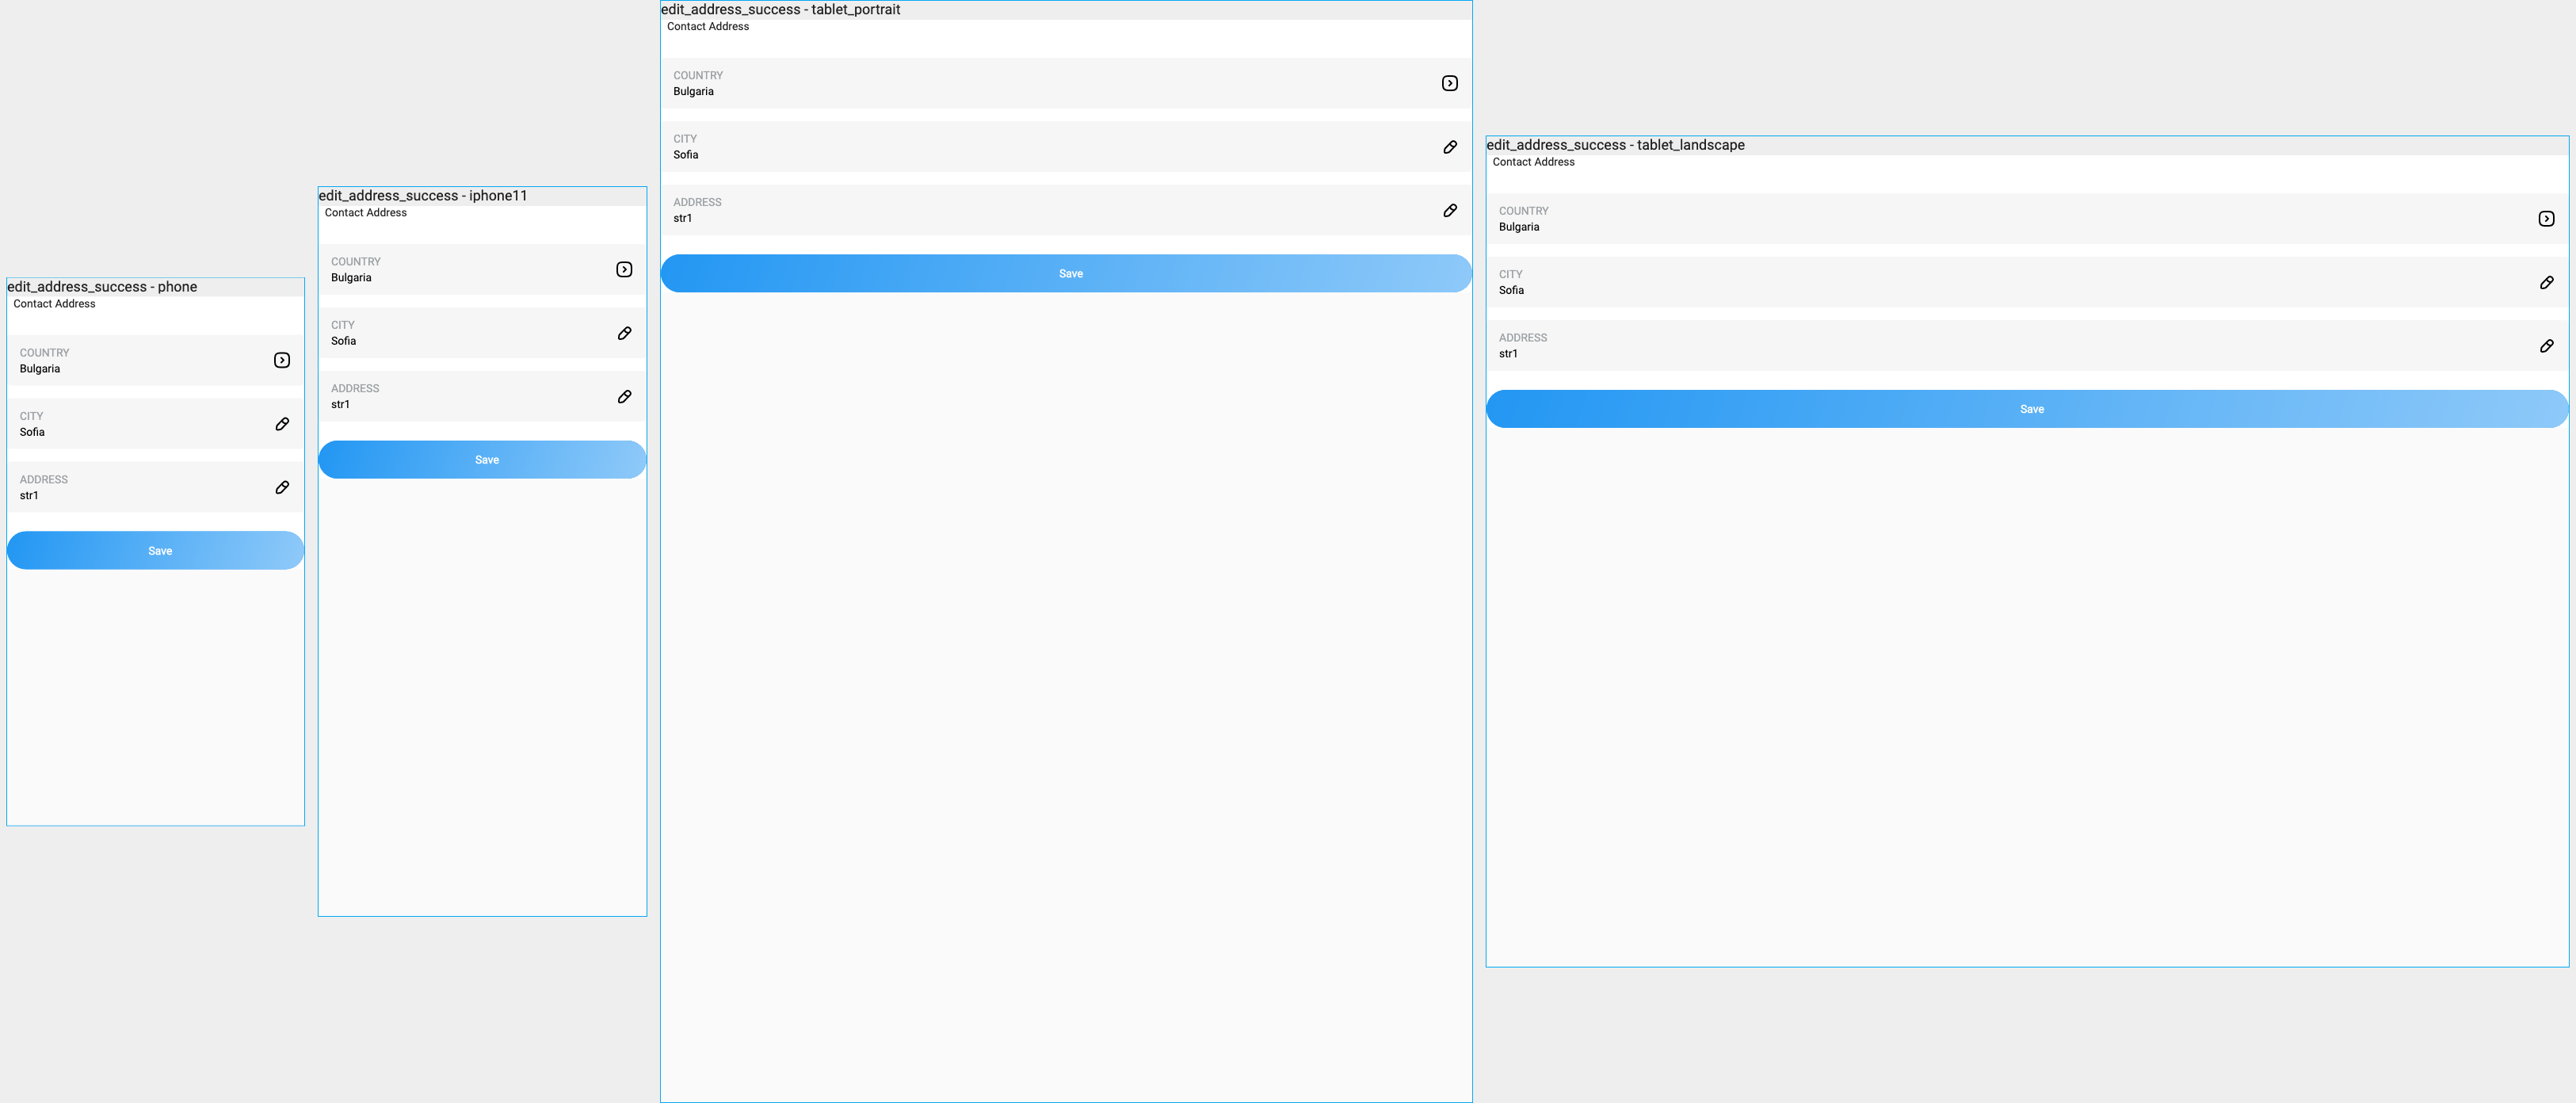 edit_address_success - phone
Contact Address
COUNTRY
Bulgaria
CITY
Sofia
ADDRESS
str1
Save
edit_address_success - iphone11
Contact Address
COUNTRY
Bulgaria
CITY
Sofia
ADDRESS
str1
Save
edit_address_success - tablet_portrait
Contact Address
COUNTRY
Bulgaria
CITY
Sofia
ADDRESS
str1
Save
edit_address_success - tablet_landscape
Contact Address
COUNTRY
Bulgaria
CITY
Sofia
ADDRESS
str1
Save